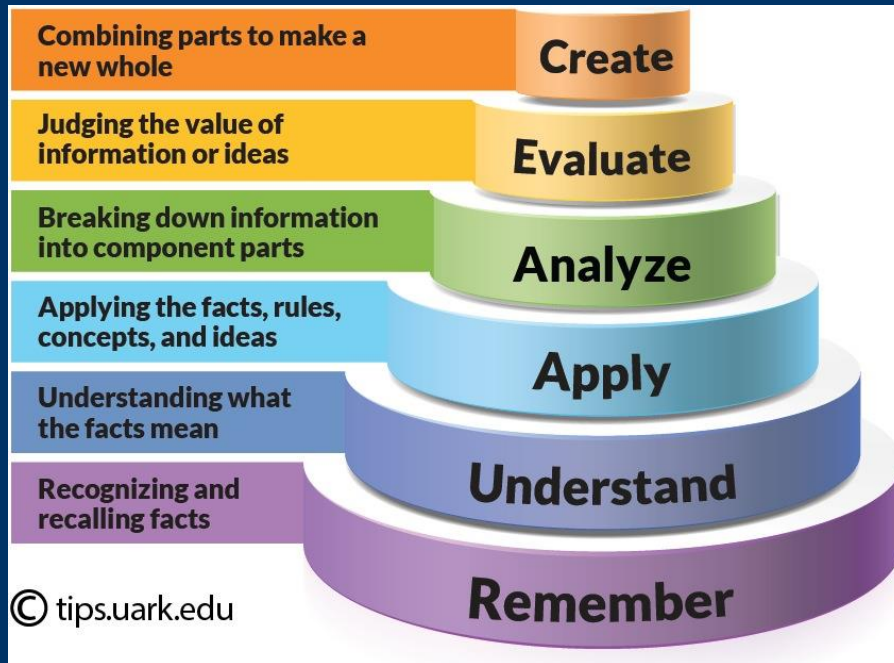 Combining parts to make a
new whole
Create
Judging the value of
information or ideas
Evaluate
Breaking down information
into component parts
Analyze
Applying the facts, rules,
concepts, and ideas
Apply
Understanding what
the facts mean
Understand
Recognizing and
recalling facts
Remember
© tips.uark.edu